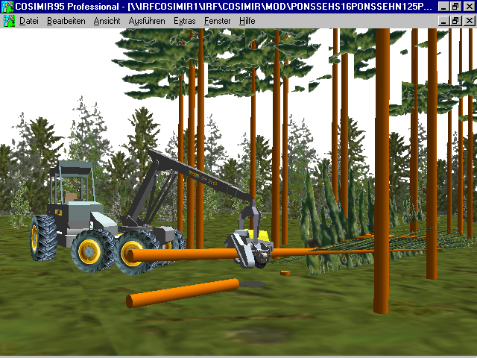 COSIMIR95 Professional - [\\IRFCOSIMIR1\IRF\COSIMIR\MOD\PONSSEHS16PONSSEHN125P...
Datei Bearbeiten Ansicht Ausführen Extras Fenster Hilfe